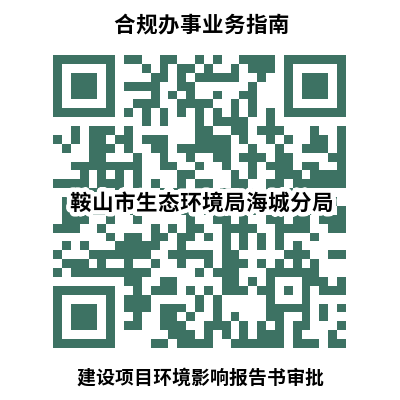 合规办事业务指南
鞍山市生态环境局海城分局
建设项目环境影响报告书审批